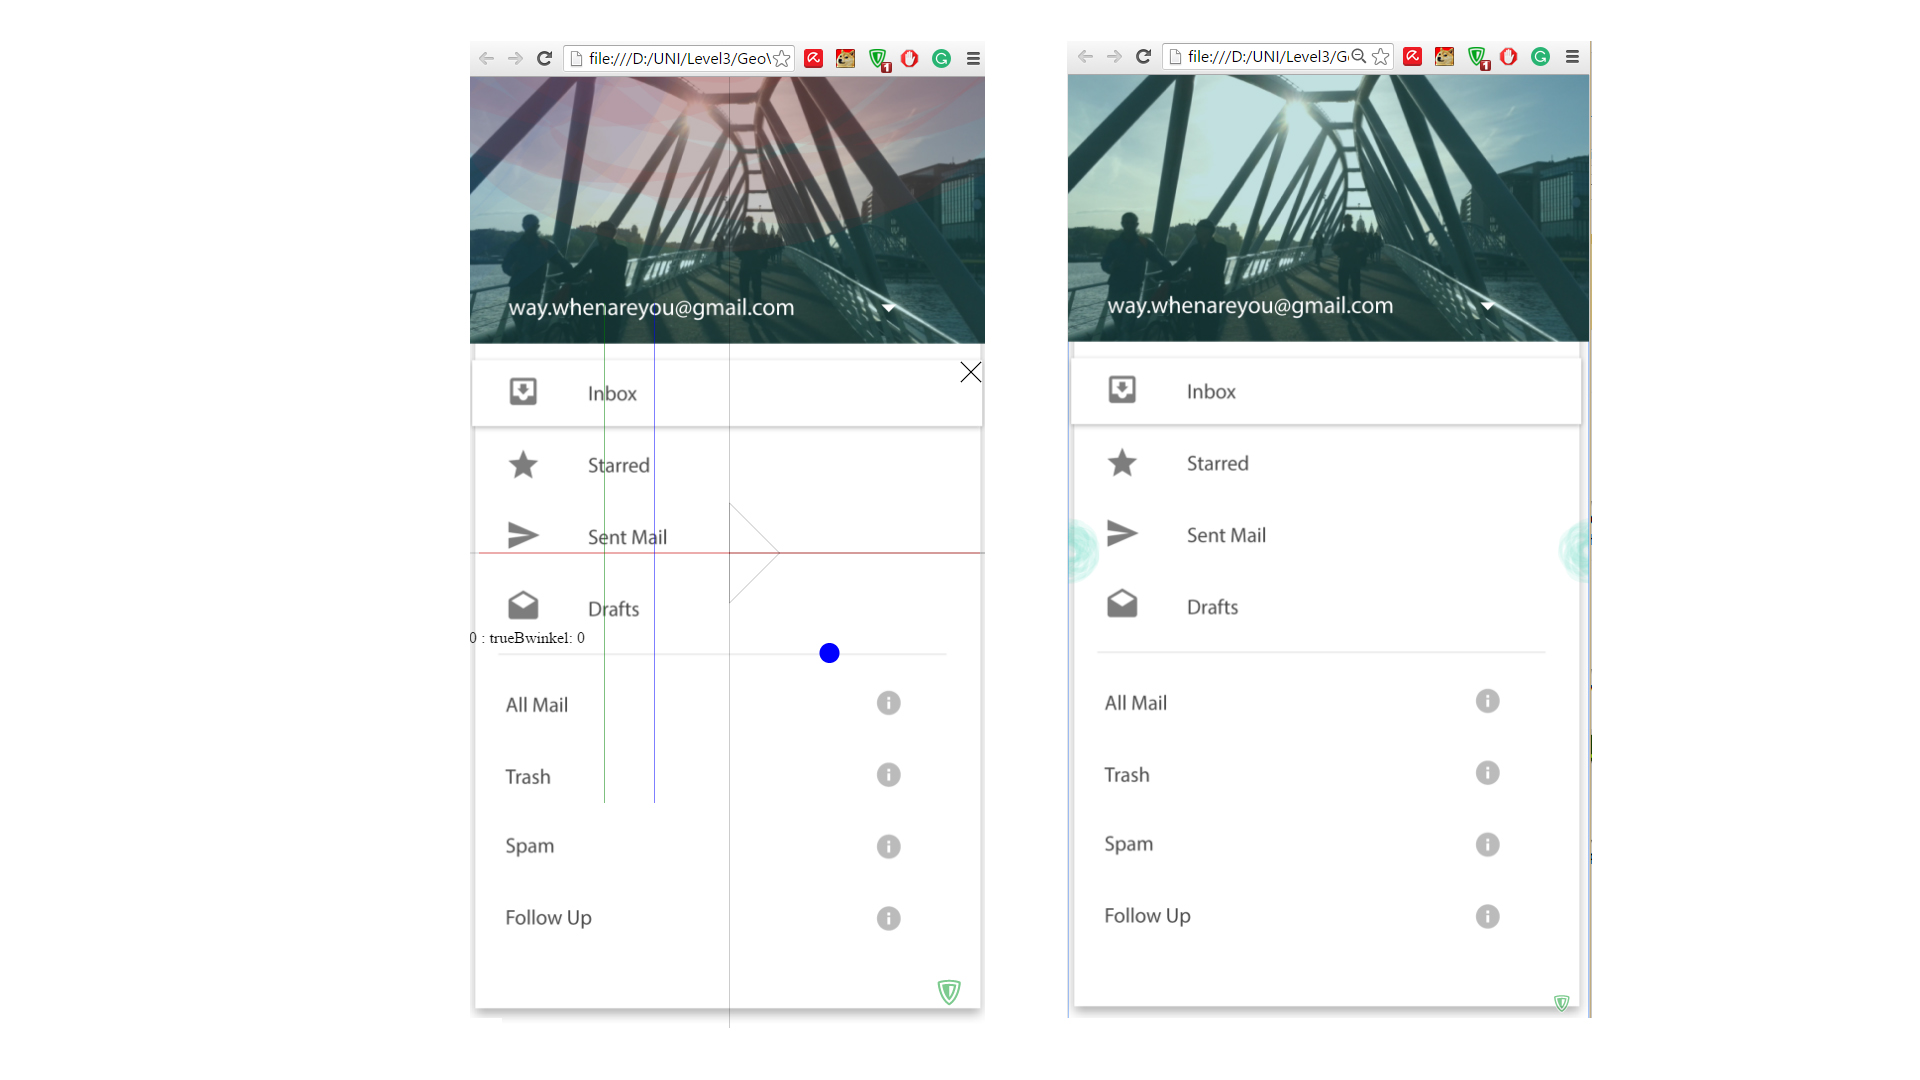 file:///D:/UNI/Level3/Geo\
1
way.whenareyou@gmail.com
Inbox
Starred
Sent Mail
Drafts
0 : trueBwinkel: 0
All Mail
Trash
Spam
Follow Up
file:///D:/UNI/Level3/G
1
way.whenareyou@gmail.com
Inbox
Starred
Sent Mail
Drafts
All Mail
Trash
Spam
Follow Up